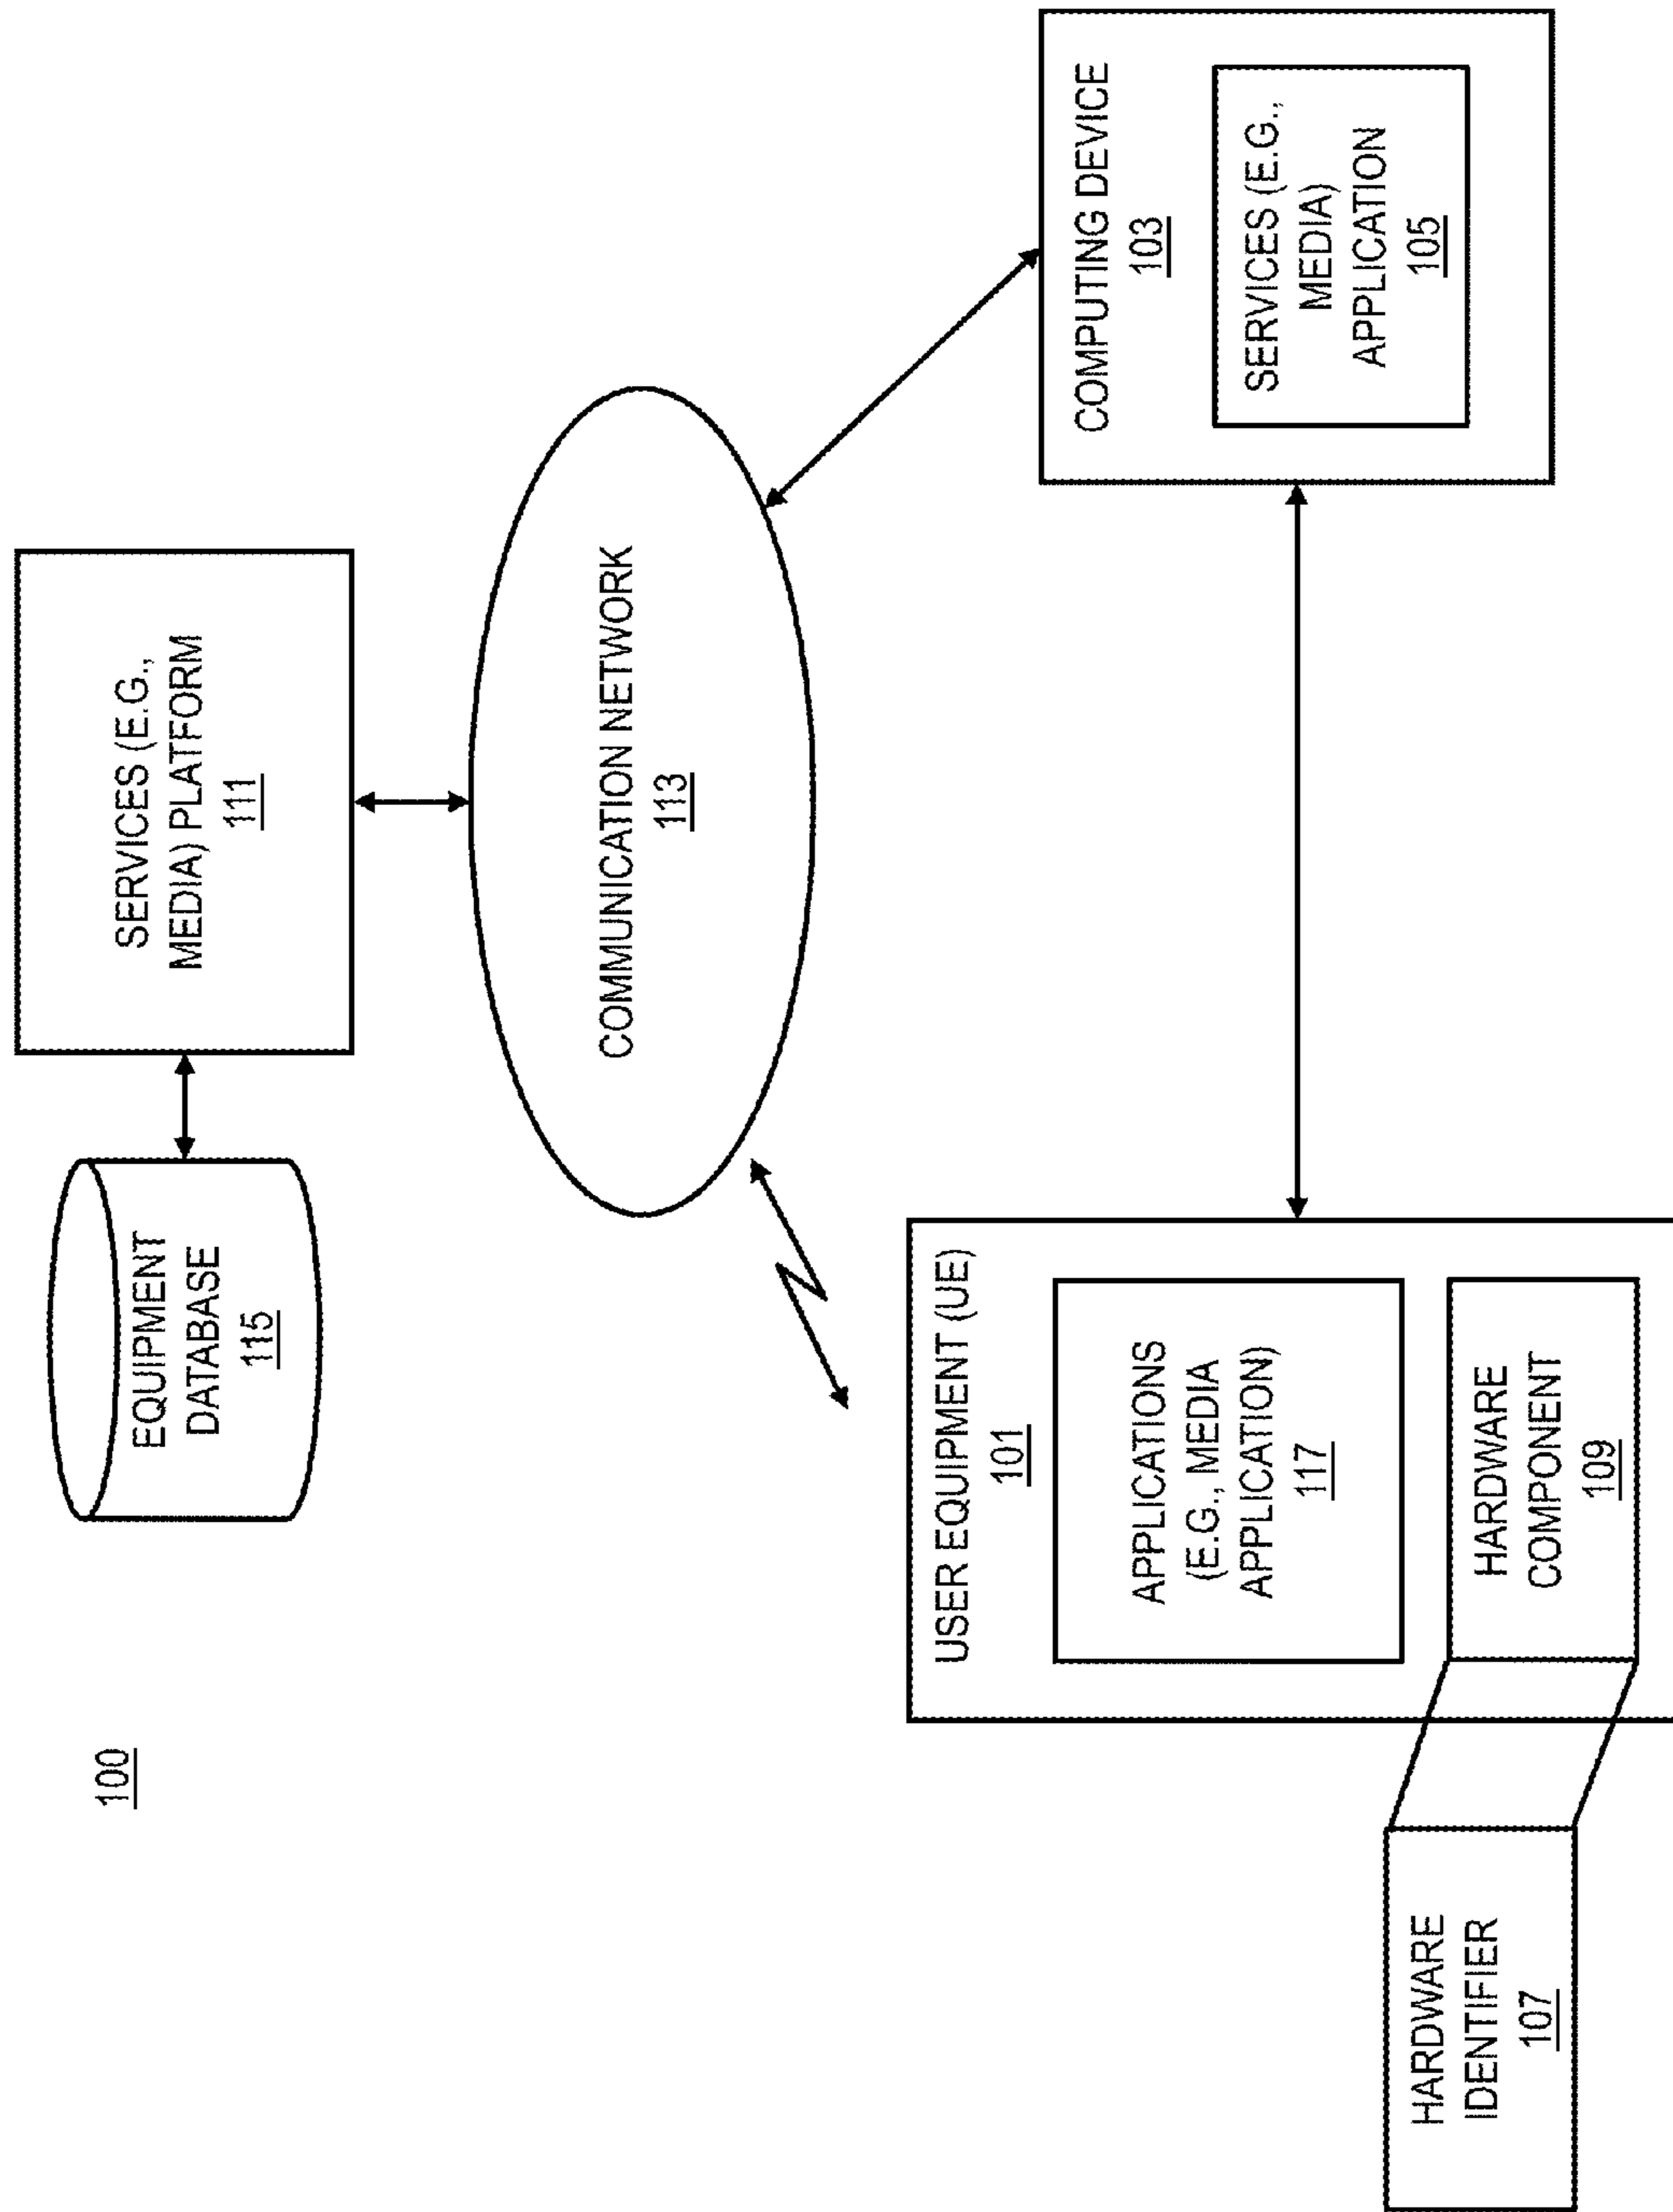 100
EQUIPMENT
DATABASE
115
SERVICES (E.G.,
MEDIA) PLATFORM
111
COMMUNICATION NETWORK
113
USER EQUIPMENT (UE)
101
APPLICATIONS
(E.G., MEDIA
APPLICATION)
117
HARDWARE
COMPONENT
109
HARDWARE
IDENTIFIER
107
COMPUTING DEVICE
103
SERVICES (E.G.,
MEDIA)
APPLICATION
105